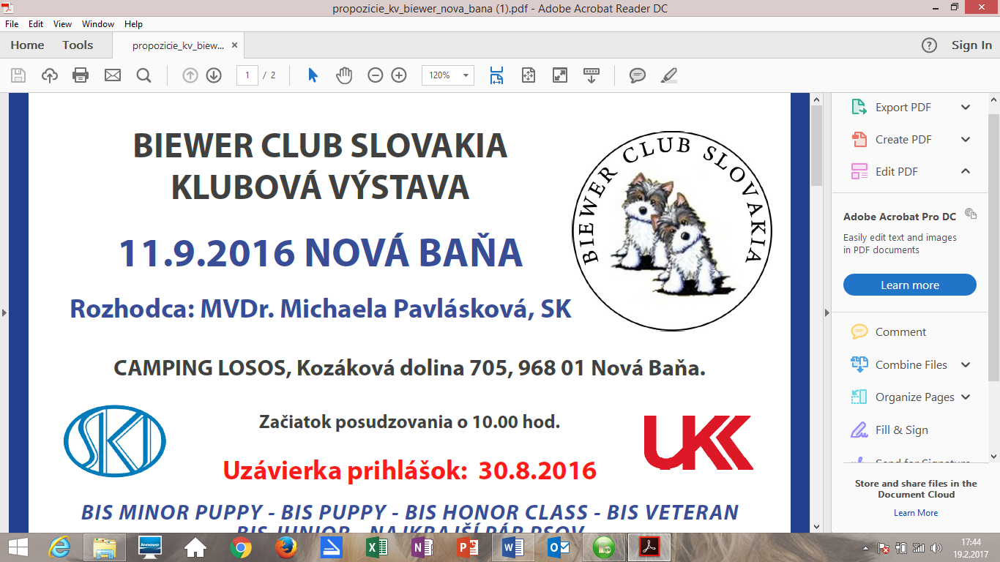 propozicie_kv_biewer_nova_bana (1).pdf - Adobe Acrobat Reader DC
File Edit View Window Help
Home Tools propozicie_kv_biew... × Sign In
1 / 2 120%
BIEWER CLUB SLOVAKIA
KLUBOVÁ VÝSTAVA
11.9.2016 NOVÁ BAŇA
Rozhodca: MVDr. Michaela Pavlásková, SK
BIEWER CLUB SLOVAKIA
CAMPING LOSOS, Kozáková dolina 705, 968 01 Nová Baňa.
SKJ
Začiatok posudzovania o 10.00 hod.
UKK
Uzávierka prihlášok: 30.8.2016
BIS MINOR PUPPY - BIS PUPPY - BIS HONOR CLASS - BIS VETERAN
BIS JUNIOR - NAJKRAJŠÍ PÁR PSOV
Export PDF
Create PDF
Edit PDF
Adobe Acrobat Pro DC
Easily edit text and images
in PDF documents
Learn more
Comment
Combine Files
Organize Pages
Fill & Sign
Send for Signature
Store and share files in the
Document Cloud
Learn More
lenovo
17:44
19.2.2017